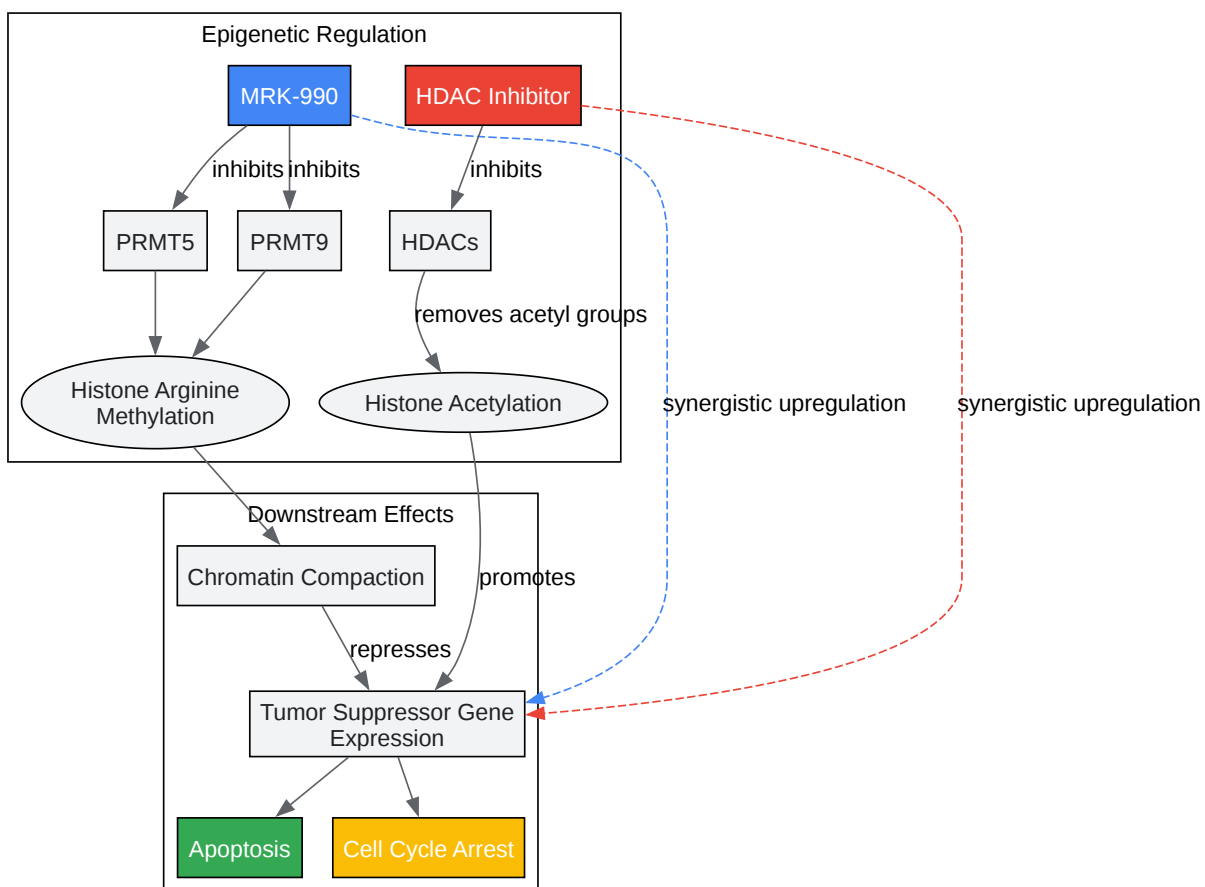 Epigenetic Regulation
MRK-990
HDAC Inhibitor
inhibits
inhibits
inhibits
PRMT5
PRMT9
HDACs
removes acetyl groups
Histone Arginine
Methylation
Histone Acetylation
synergistic upregulation
synergistic upregulation
Downstream Effects
Chromatin Compaction
promotes
represses
Tumor Suppressor Gene
Expression
Apoptosis
Cell Cycle Arrest